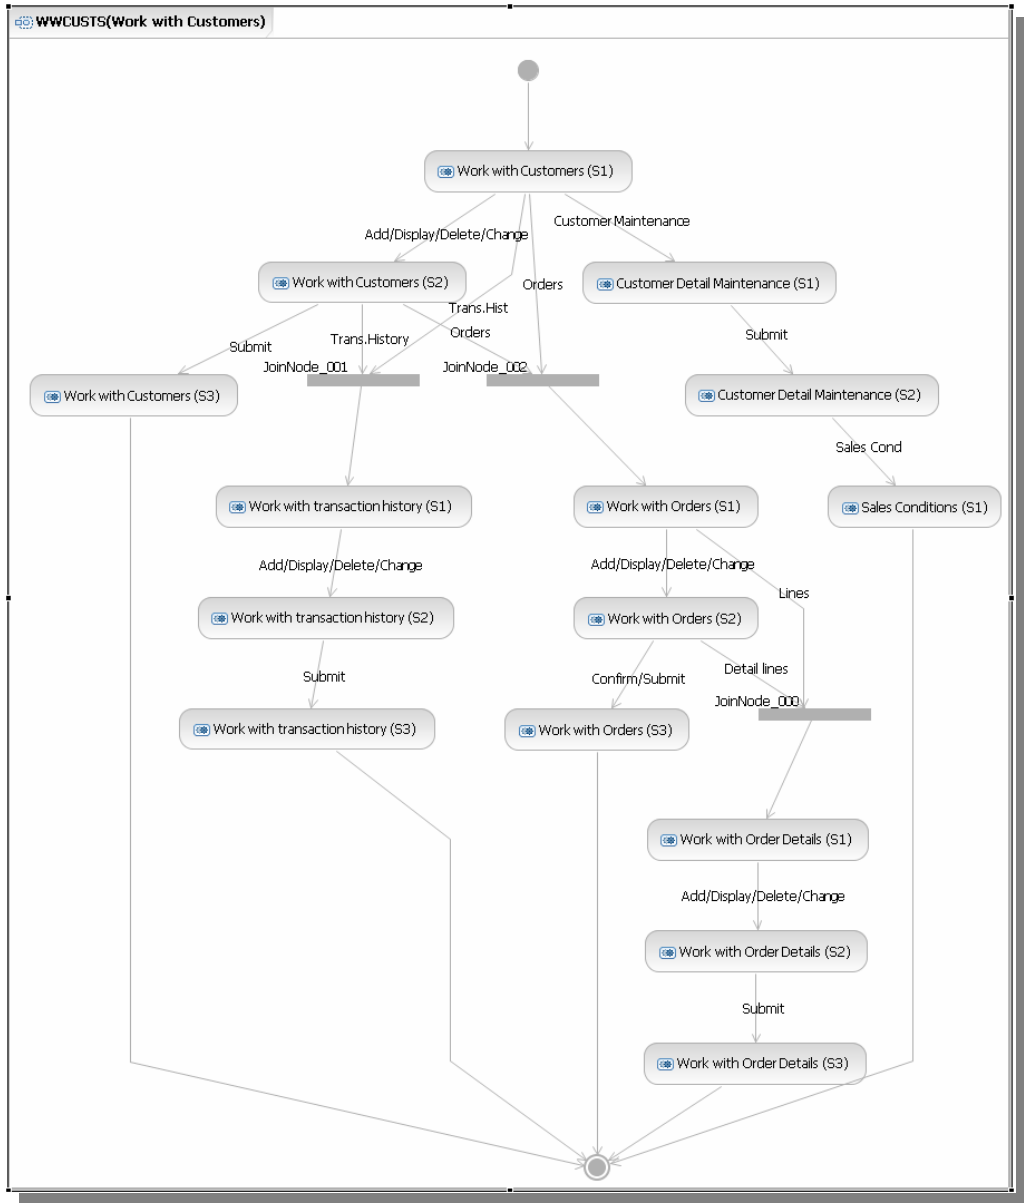 WWCUSTS(Work with Customers)
Work with Customers (S1)
Customer Maintenance
Add/Display/Delete/Change
Work with Customers (S2)
Orders
Customer Detail Maintenance (S1)
Trans.Hist
Submit
Trans.History
Orders
Submit
JoinNode_001
JoinNode_002
Work with Customers (S3)
Customer Detail Maintenance (S2)
Sales Cond
Work with transaction history (S1)
Work with Orders (S1)
Sales Conditions (S1)
Add/Display/Delete/Change
Add/Display/Delete/Change
Lines
Work with transaction history (S2)
Work with Orders (S2)
Submit
Confirm/Submit
Detail lines
JoinNode_000
Work with transaction history (S3)
Work with Orders (S3)
Work with Order Details (S1)
Add/Display/Delete/Change
Work with Order Details (S2)
Submit
Work with Order Details (S3)